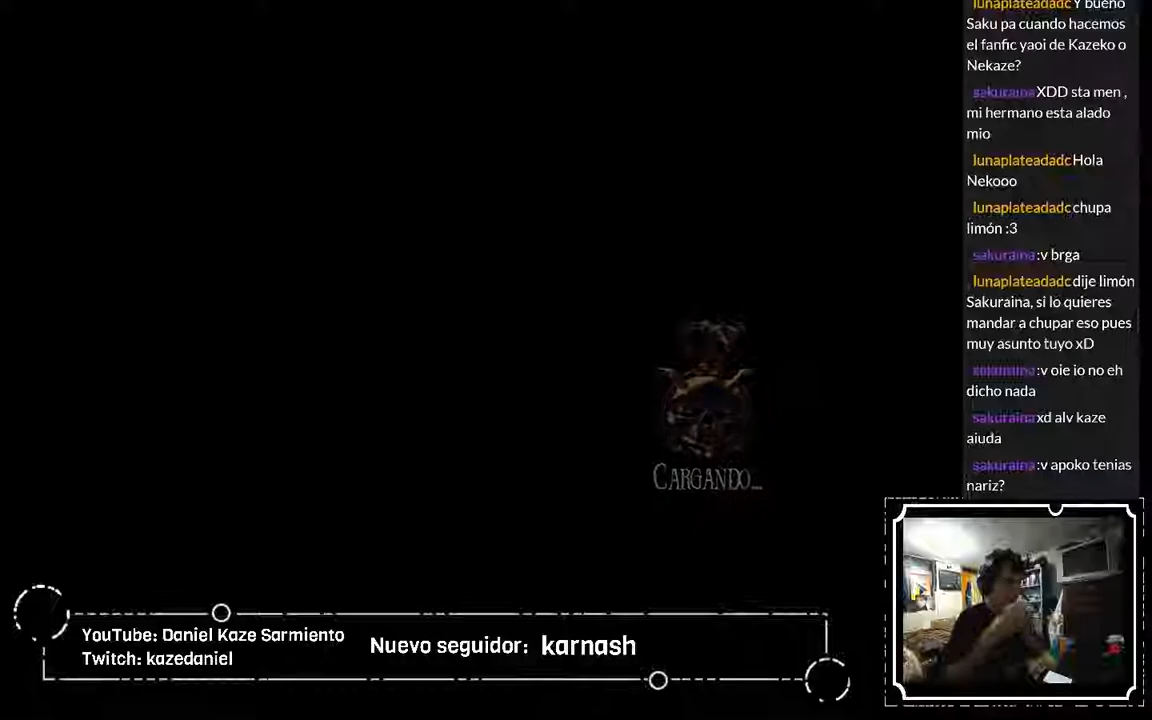 lunaplateadadc Y bueno
Saku pa cuando hacemos
el fanfic yaoi de Kazeko o
Nekaze?
sakuraina XDD sta men ,
mi hermano esta alado
mio
lunaplateadadc Hola
Nekooo
lunaplateadadc chupa
limón :3
sakuraina :v brga
lunaplateadadc dije limón
Sakuraina, si lo quieres
mandar a chupar eso pues
muy asunto tuyo xD
sakuraina :v oie io no eh
dicho nada
sakuraina xd alv kaze
aiuda
sakuraina :v apoko tenias
nariz?
CARGANDO...
YouTube: Daniel Kaze Sarmiento
Twitch: kazedaniel
Nuevo seguidor: karnash